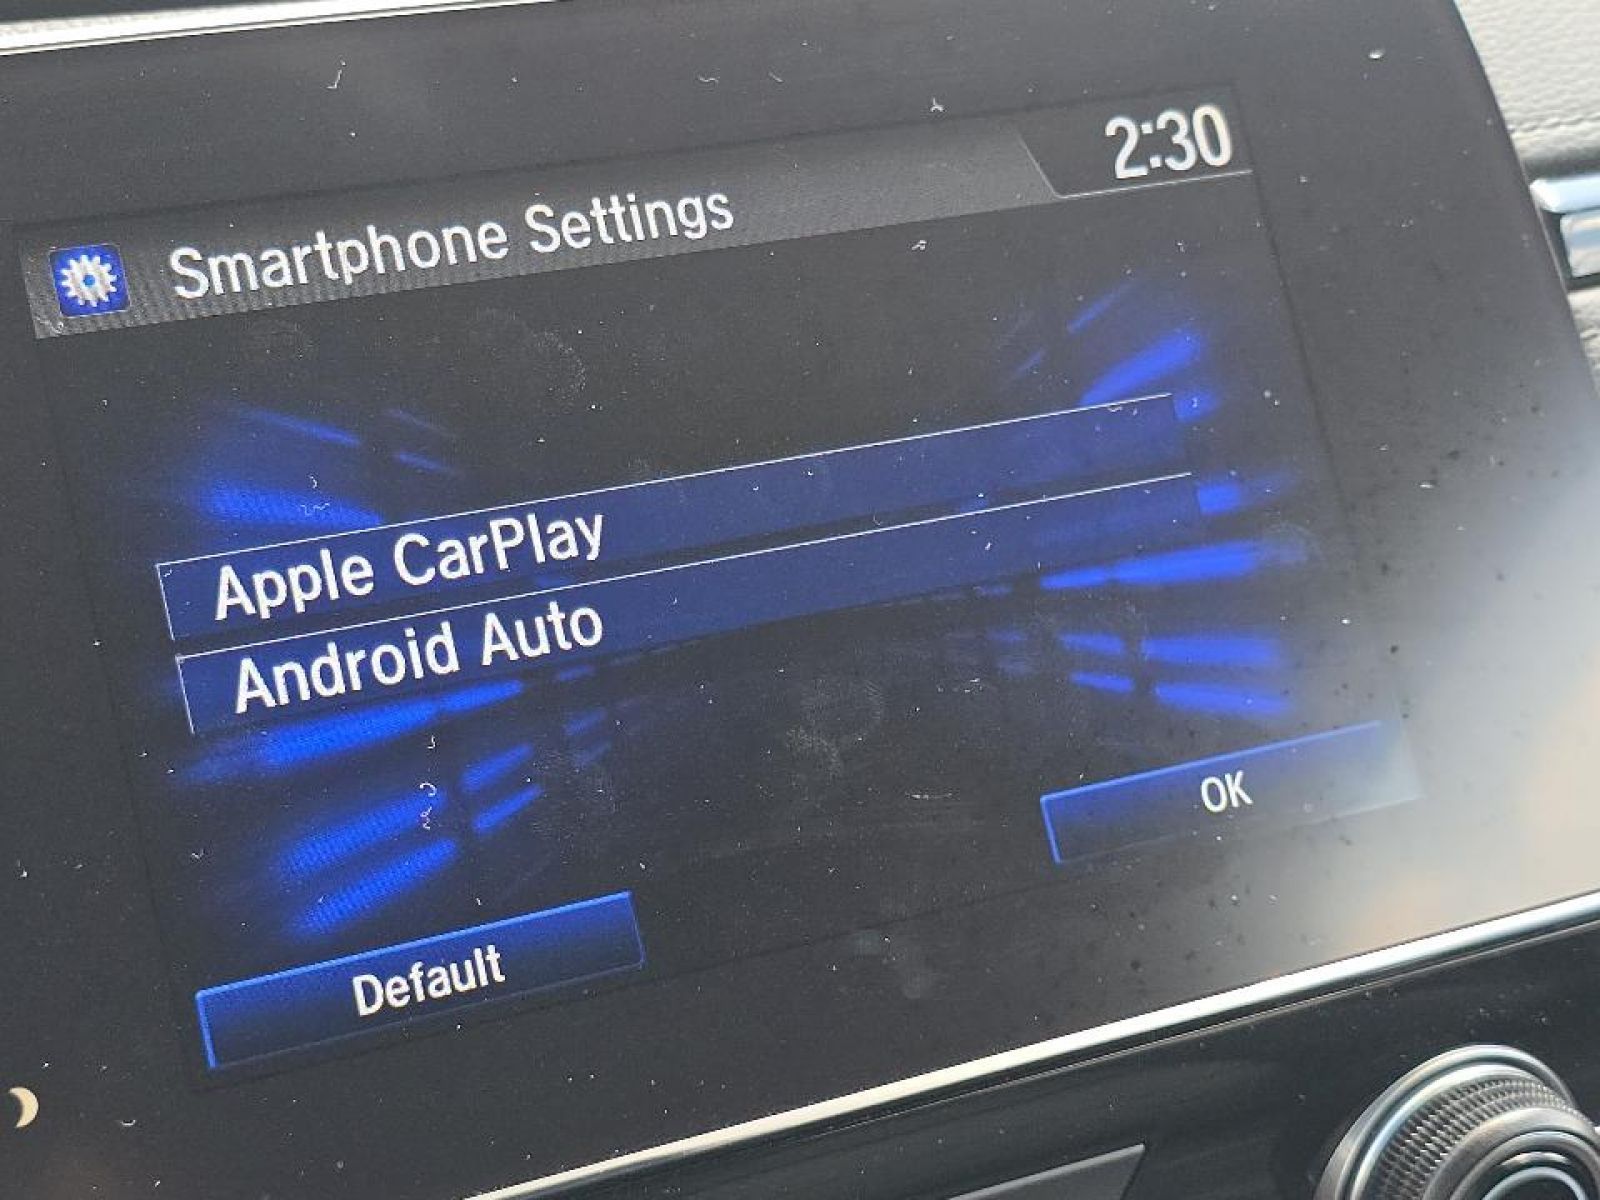 2:30
Smartphone Settings
Apple CarPlay
Android Auto
OK
Default